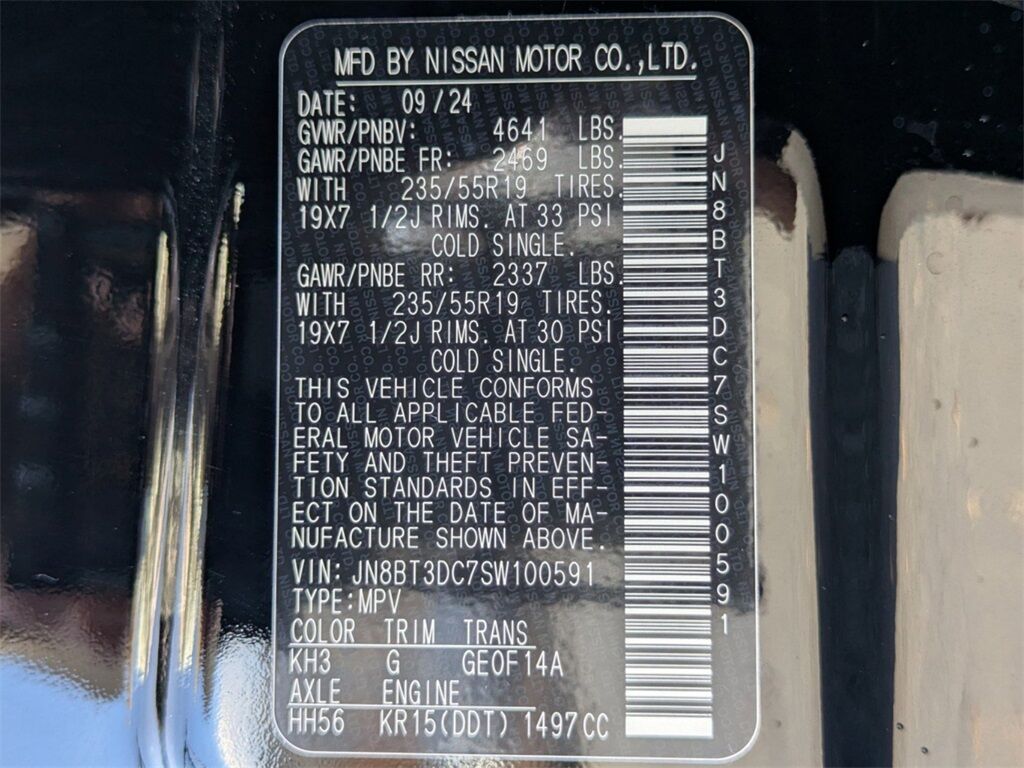 MFD BY NISSAN MOTOR CO.,LTD.
DATE: 09/24
GVWR/PNBV: 4641 LBS.
GAWR/PNBE FR: 2469 LBS.
WITH 235/55R19 TIRES.
19X7 1/2J RIMS. AT 33 PSI
COLD SINGLE.
GAWR/PNBE RR: 2337 LBS.
WITH 235/55R19 TIRES.
19X7 1/2J RIMS. AT 30 PSI
COLD SINGLE.
THIS VEHICLE CONFORMS
TO ALL APPLICABLE FED-
ERAL MOTOR VEHICLE SA-
FETY AND THEFT PREVEN-
TION STANDARDS IN EFF-
ECT ON THE DATE OF MA-
NUFACTURE SHOWN ABOVE.
VIN: JN8BT3DC7SW100591
TYPE:MPV
COLOR TRIM TRANS
KH3 G GE0F14A
AXLE ENGINE
HH56 KR15(DDT) 1497CC
JN8BT3DC7SW100591